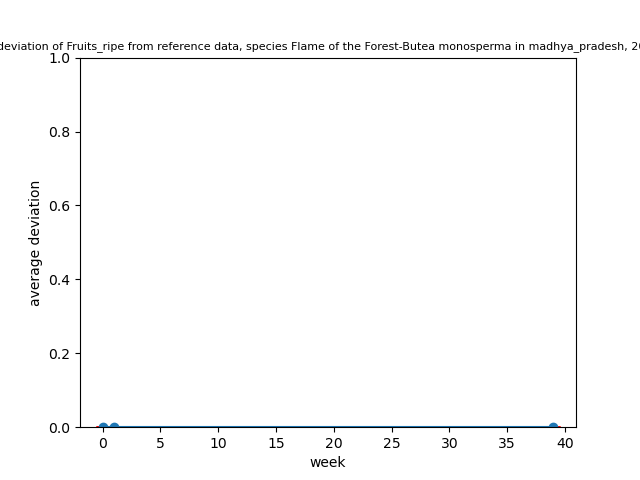 deviation of Fruits_ripe from reference data, species Flame of the Forest-Butea monosperma in madhya_pradesh, 20
1.0
0.8
0.6
0.4
0.2
0.0
average deviation
0 5 10 15 20 25 30 35 40
week